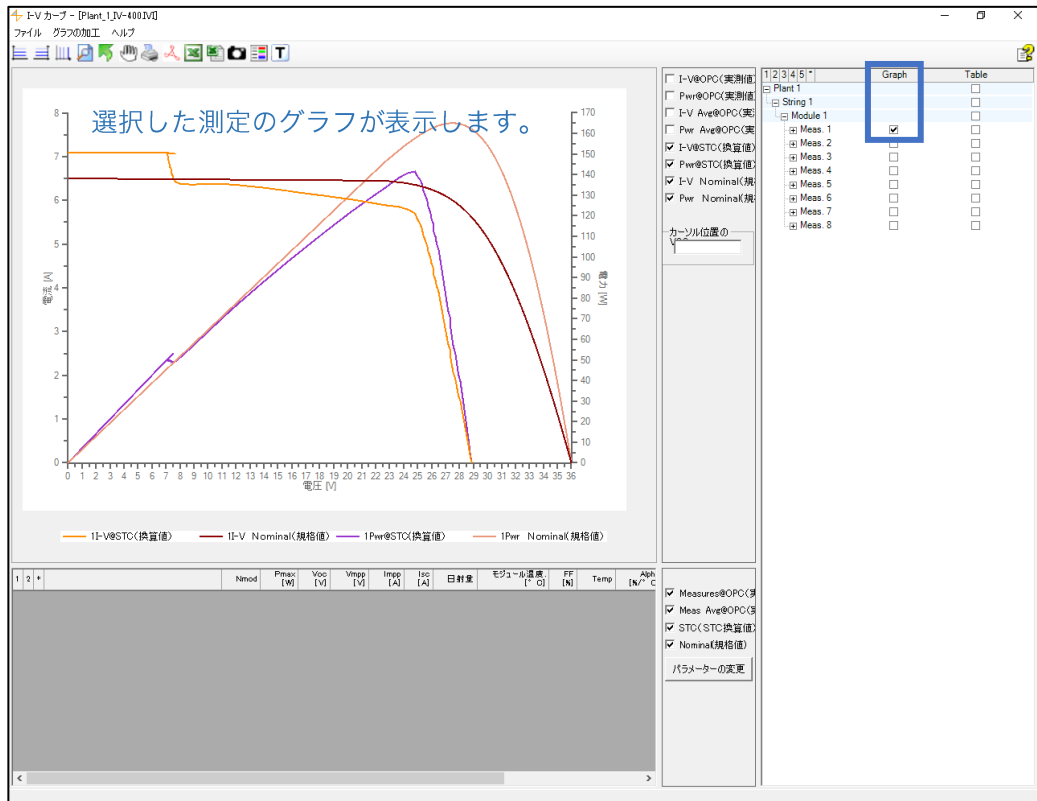 I-V カーブ - [Plant_1_IV-400.IVI]
ファイル グラフの加工 ヘルプ
T
選択した測定のグラフが表示します。
8
7
6
5
4
3
2
1
0
電流 [A]
170
160
150
140
130
120
110
100
90
80
70
60
50
40
30
20
10
0
電力 [W]
0 1 2 3 4 5 6 7 8 9 10 11 12 13 14 15 16 17 18 19 20 21 22 23 24 25 26 27 28 29 30 31 32 33 34 35 36
電圧 [V]
1I-V@STC(換算値) 1I-V Nominal(規格値) 1Pwr@STC(換算値) 1Pwr Nominal(規格値)
I-V@OPC(実測値
Pwr@OPC(実測値
I-V Ave@OPC(実
Pwr Avg@OPC(実
I-V@STC(換算値)
Pwr@STC(換算値)
I-V Nominal(規
Pwr Nominal(規
カーソル位置の
1 2 3 4 5 * Graph Table
Plant 1
String 1
Module 1
Meas. 1
Meas. 2
Meas. 3
Meas. 4
Meas. 5
Meas. 6
Meas. 7
Meas. 8
1 2 * Nmod Pmax [W] Voc [V] Vmpp [V] Impp [A] Isc [A] 日射量 モジュール温度. [° C] FF [%] Temp Alph [%/° C
Measures@OPC(実
Meas Avg@OPC(実
STC(STC換算値)
Nominal(規格値)
パラメーターの変更